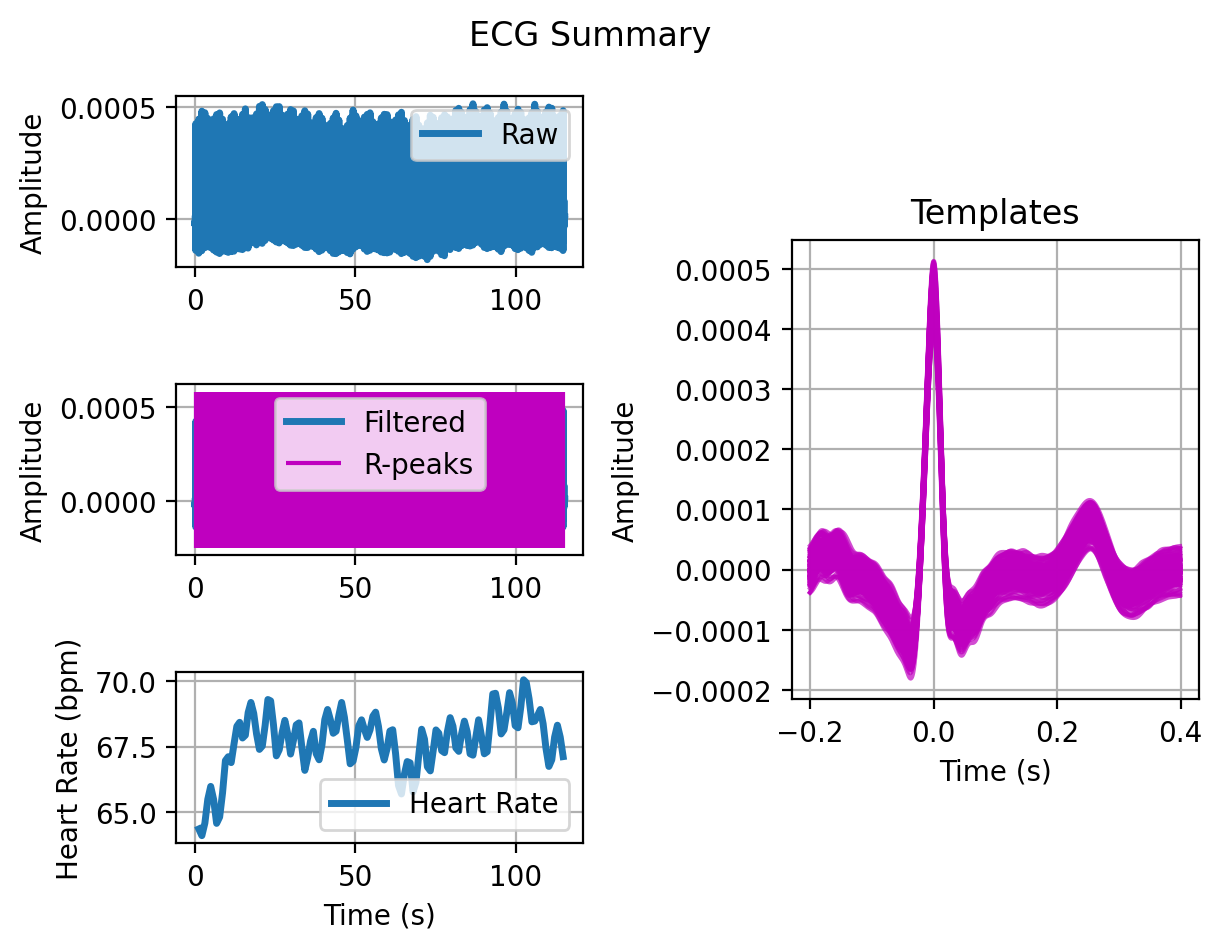 ECG Summary
Amplitude
0.0005
0.0000
Raw
0
50
100
Amplitude
0.0005
0.0000
Filtered
R-peaks
0
50
100
Heart Rate (bpm)
70.0
67.5
65.0
Heart Rate
0
50
100
Time (s)
Templates
Amplitude
0.0005
0.0004
0.0003
0.0002
0.0001
0.0000
−0.0001
−0.0002
−0.2
0.0
0.2
0.4
Time (s)